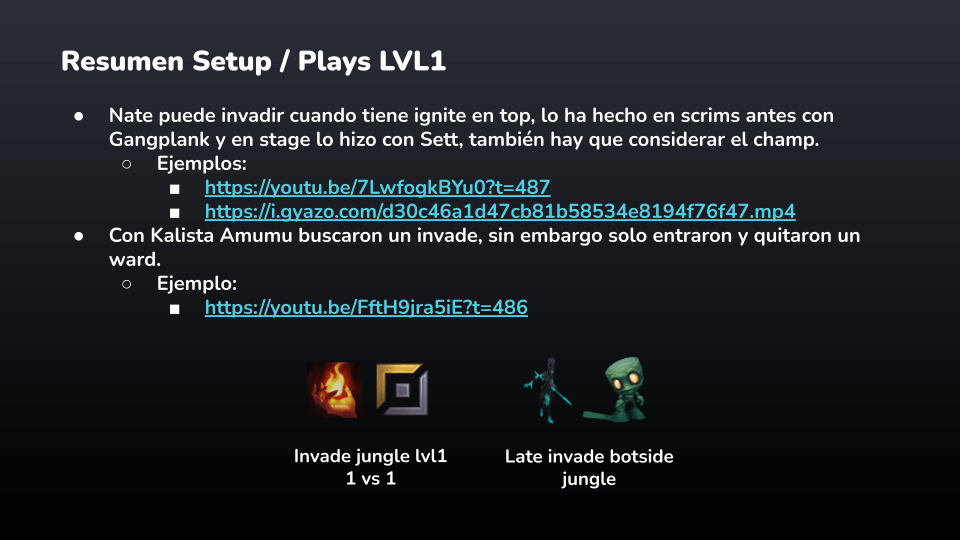 Resumen Setup / Plays LVL1
● Nate puede invadir cuando tiene ignite en top, lo ha hecho en scrims antes con
Gangplank y en stage lo hizo con Sett, también hay que considerar el champ.
○ Ejemplos:
■ https://youtu.be/7LwfogkBYu0?t=487
■ https://i.gyazo.com/d30c46a1d47cb81b58534e8194f76f47.mp4
● Con Kalista Amumu buscaron un invade, sin embargo solo entraron y quitaron un
ward.
○ Ejemplo:
■ https://youtu.be/FftH9jra5iE?t=486
Invade jungle lvl1
1 vs 1
Late invade botside
jungle